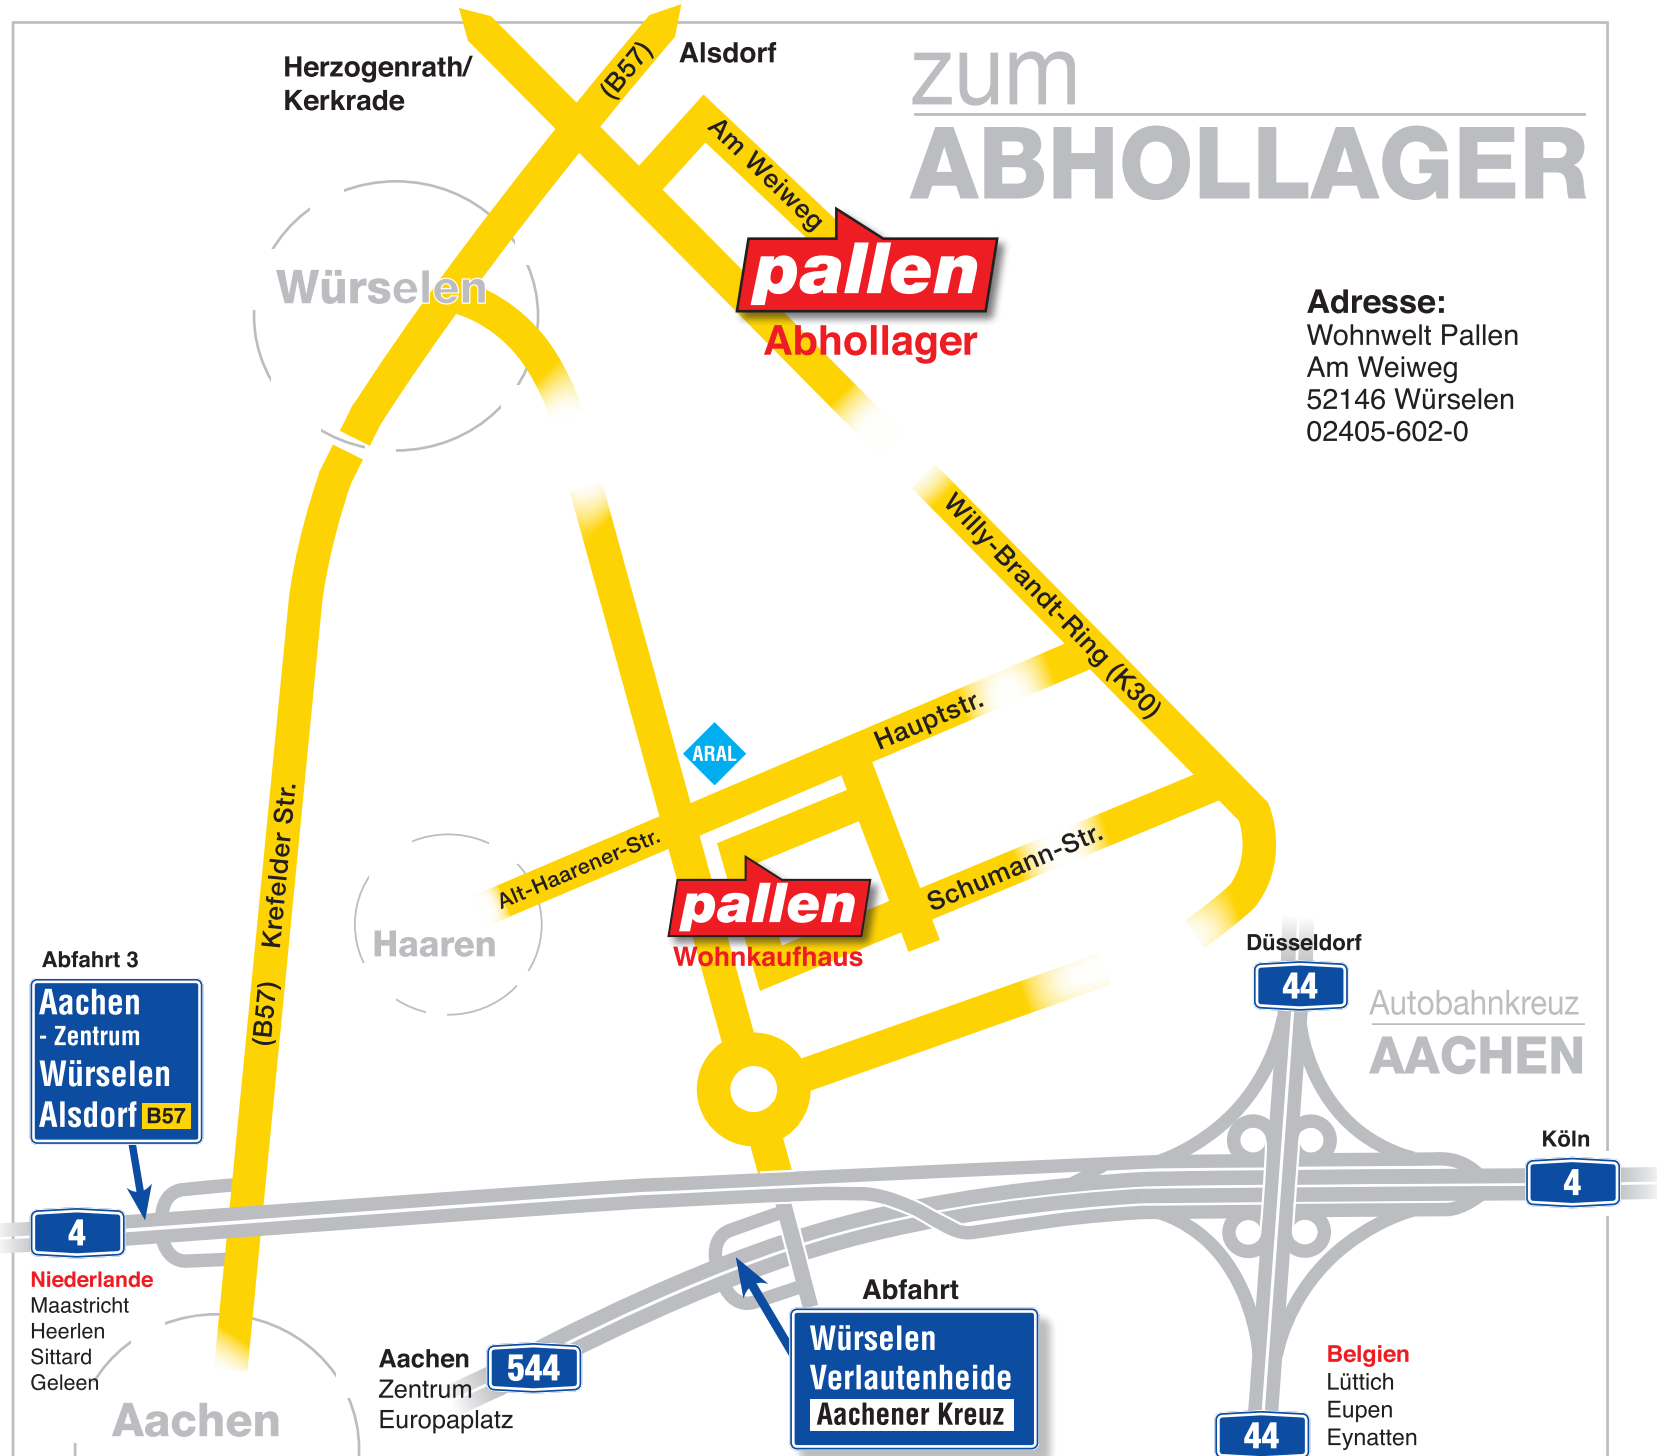 zum
ABHOLLAGER
Herzogenrath/
Kerkrade
(B57)
Alsdorf
Am Weiweg
Würselen
pallen
Abhollager
Adresse:
Wohnwelt Pallen
Am Weiweg
52146 Würselen
02405-602-0
Willy-Brandt-Ring (K30)
ARAL
Hauptstr.
Alt-Haarener-Str.
Schumann-Str.
pallen
Wohnkaufhaus
Haaren
(B57) Krefelder Str.
Abfahrt 3
Aachen
- Zentrum
Würselen
Alsdorf B57
Düsseldorf
44
Autobahnkreuz
AACHEN
Köln
4
4
Niederlande
Maastricht
Heerlen
Sittard
Geleen
Aachen
Aachen
Zentrum
Europaplatz
544
Abfahrt
Würselen
Verlautenheide
Aachener Kreuz
44
Belgien
Lüttich
Eupen
Eynatten